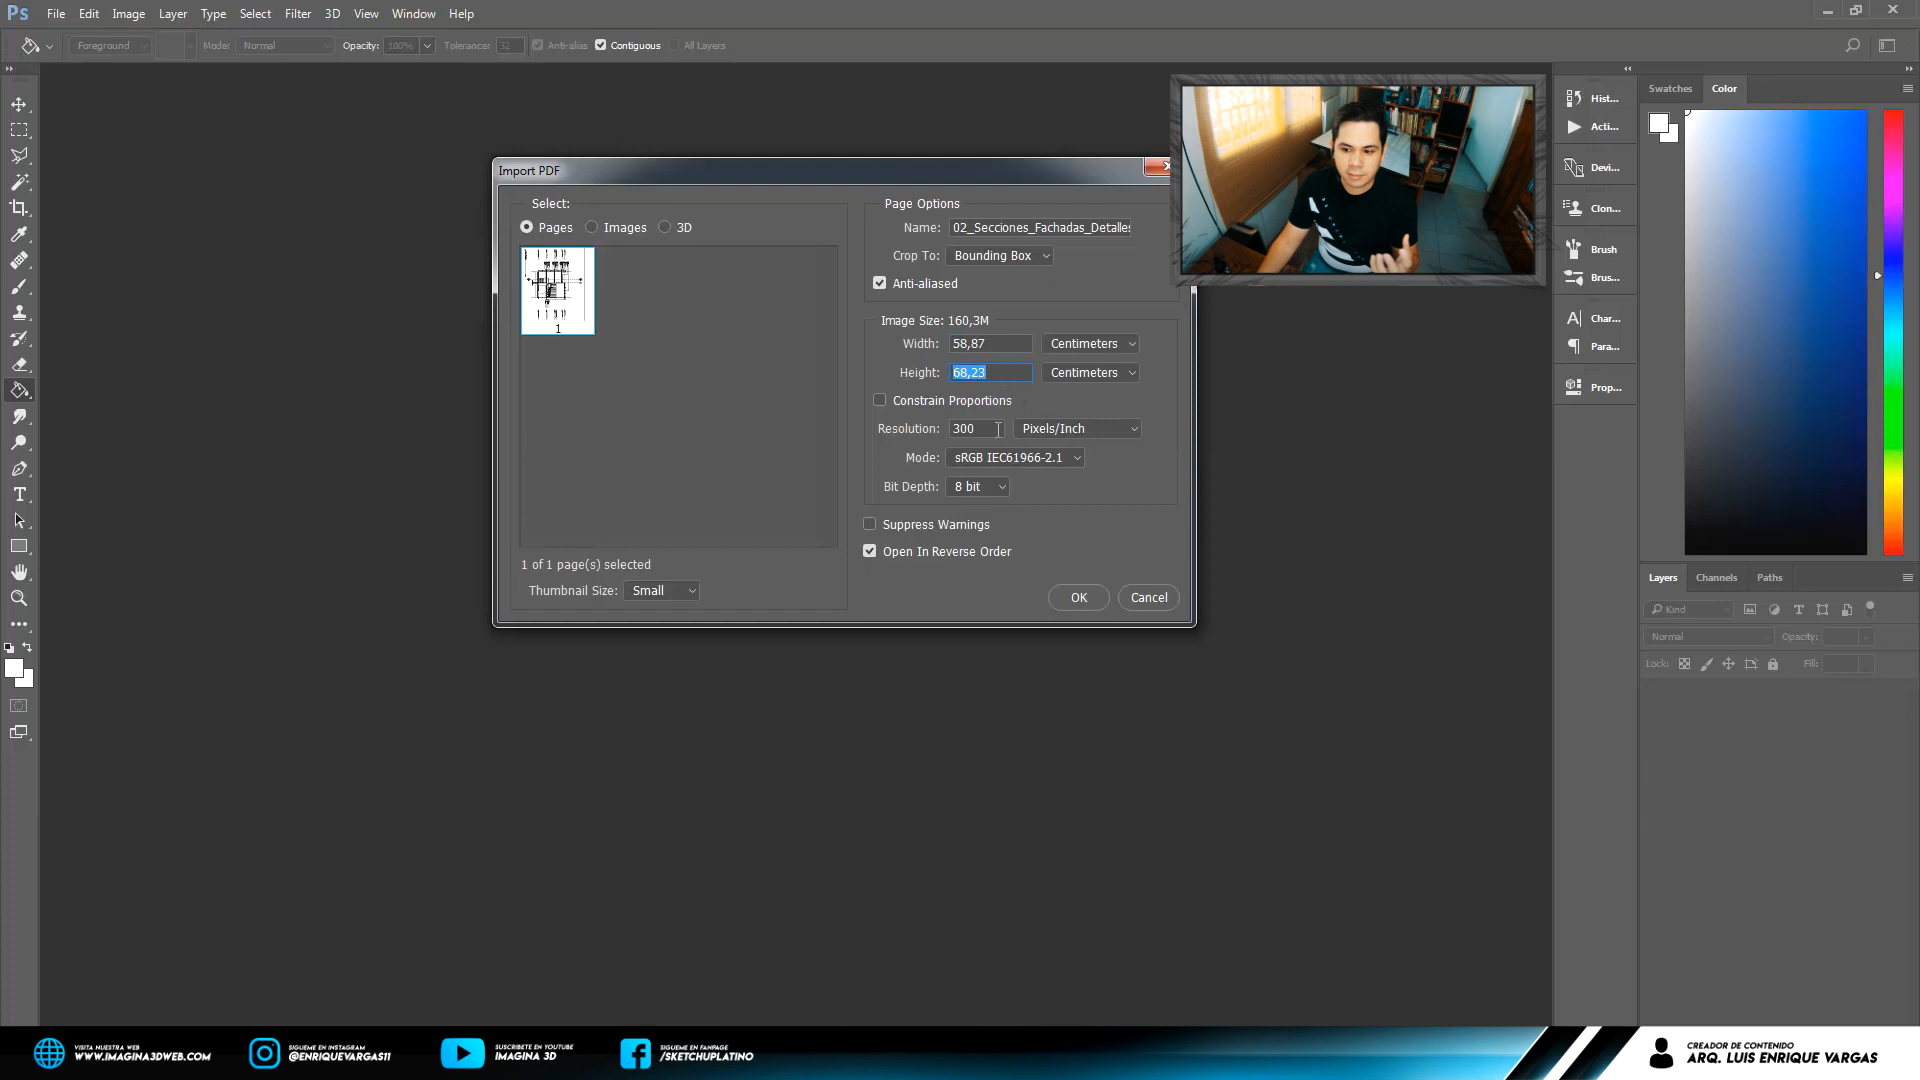 Ps File Edit Image Layer Type Select Filter 3D View Window Help
Foreground Mode: Normal Opacity: 100% Tolerance: 32 Anti-alias Contiguous All Layers
Import PDF
Select:
Pages Images 3D
1
1 of 1 page(s) selected
Thumbnail Size: Small
Page Options
Name: 02_Secciones_Fachadas_Detalles
Crop To: Bounding Box
Anti-aliased
Image Size: 160,3M
Width: 58,87 Centimeters
Height: 68,23 Centimeters
Constrain Proportions
Resolution: 300 Pixels/Inch
Mode: sRGB IEC61966-2.1
Bit Depth: 8 bit
Suppress Warnings
Open In Reverse Order
OK Cancel
Hist...
Acti...
Devi...
Clon...
Brush
Brus...
Char...
Para...
Prop...
Swatches Color
Layers Channels Paths
Kind
Normal Opacity:
Lock: Fill:
VISITA NUESTRA WEB
WWW.IMAGINA3DWEB.COM
SIGUEME EN INSTAGRAM
@ENRIQUEVARGAS11
SUSCRIBETE EN YOUTUBE
IMAGINA 3D
SIGUEME EN FANPAGE
/SKETCHUPLATINO
CREADOR DE CONTENIDO
ARQ. LUIS ENRIQUE VARGAS